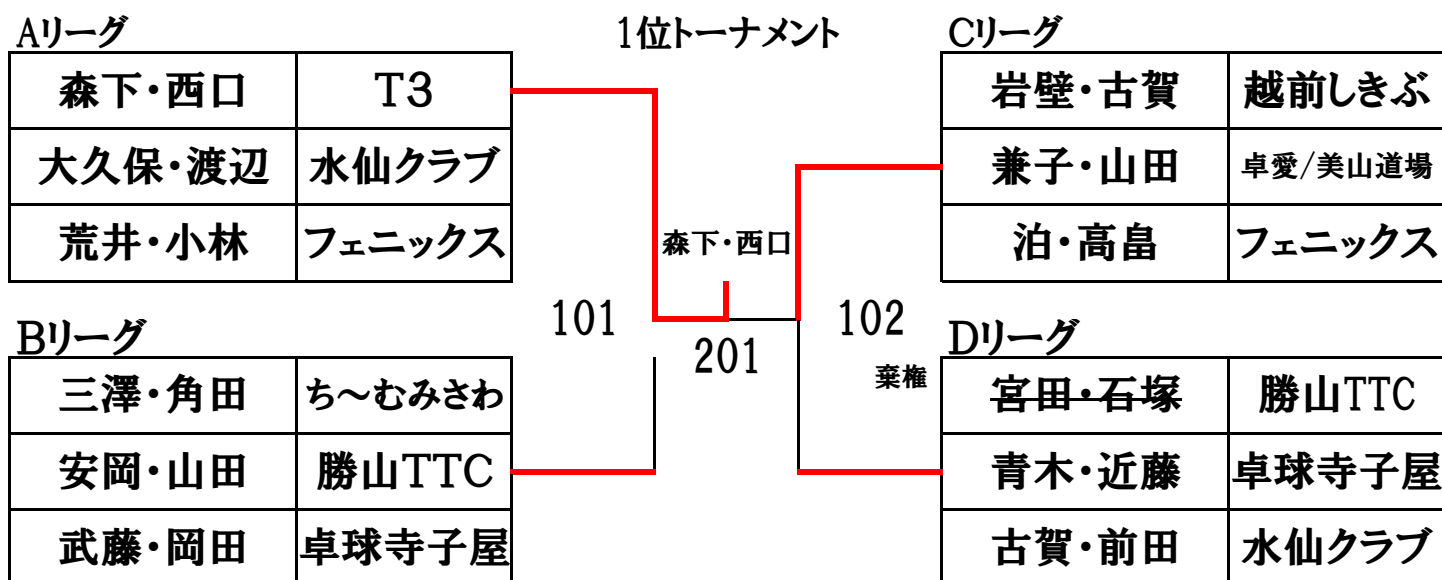 Aリーグ
1位トーナメント
Cリーグ
森下・西口 T3
岩壁・古賀 越前しきぶ
大久保・渡辺 水仙クラブ
兼子・山田 卓愛/美山道場
荒井・小林 フェニックス
森下・西口
泊・高畠 フェニックス
101
102
Bリーグ
201
Dリーグ
棄権
三澤・角田 ち～むみさわ
宮田・石塚 勝山TTC
安岡・山田 勝山TTC
青木・近藤 卓球寺子屋
武藤・岡田 卓球寺子屋
古賀・前田 水仙クラブ